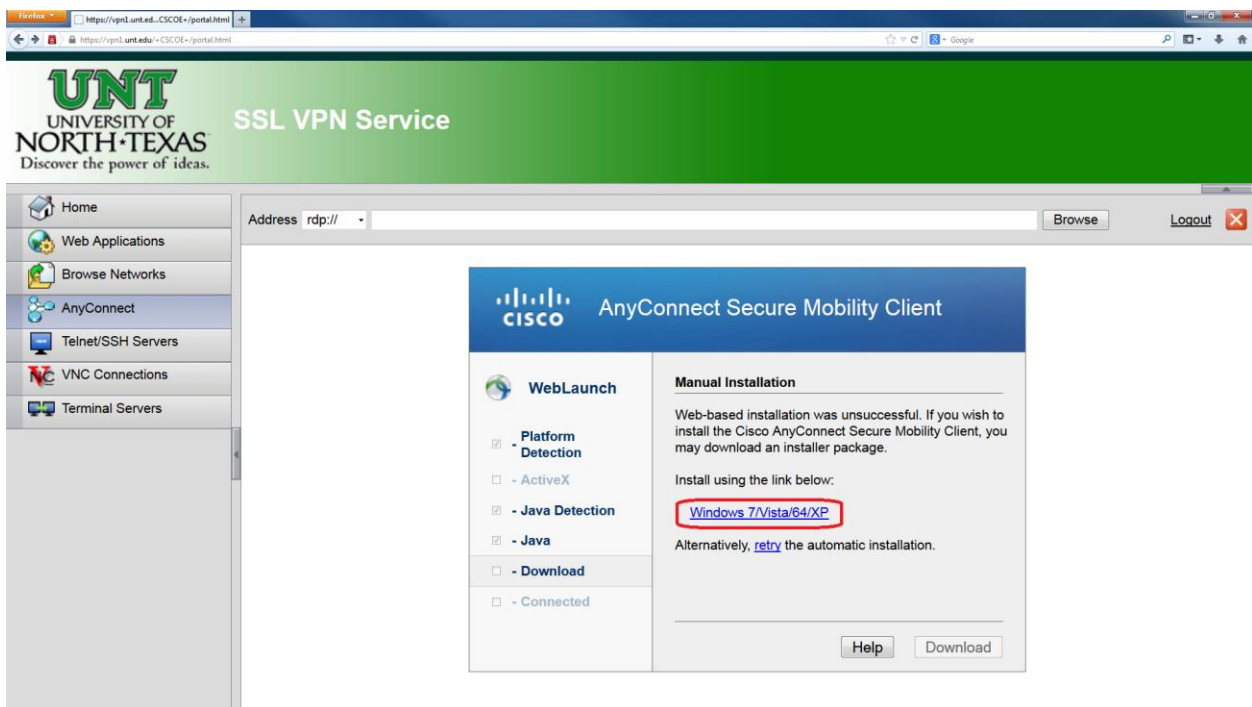 Firefox
https://vpn1.unt.ed...CSCOE+/portal.html
https://vpn1.unt.edu/+CSCOE+/portal.html
Google
UNT
UNIVERSITY OF
NORTH·TEXAS
Discover the power of ideas.
SSL VPN Service
Home
Web Applications
Browse Networks
AnyConnect
Telnet/SSH Servers
VNC Connections
Terminal Servers
Address rdp:// Browse Logout
CISCO AnyConnect Secure Mobility Client
WebLaunch
- Platform
Detection
- ActiveX
- Java Detection
- Java
- Download
- Connected
Manual Installation
Web-based installation was unsuccessful. If you wish to
install the Cisco AnyConnect Secure Mobility Client, you
may download an installer package.
Install using the link below:
Windows 7/Vista/64/XP
Alternatively, retry the automatic installation.
Help Download